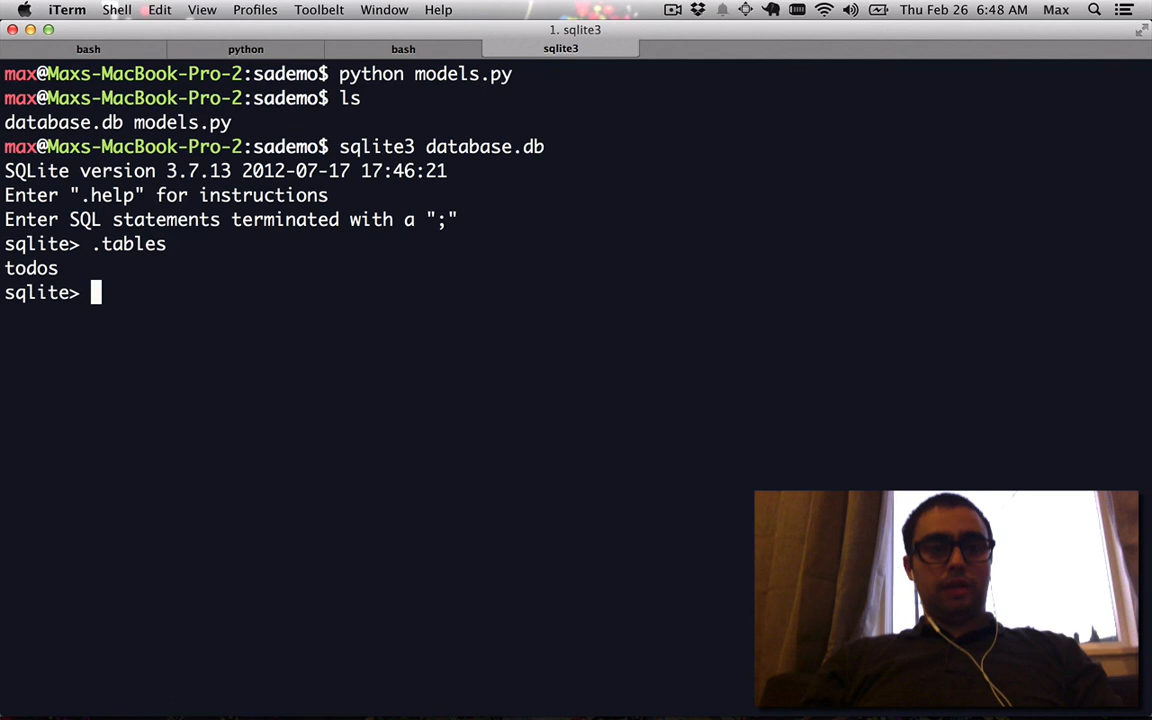 iTerm Shell Edit View Profiles Toolbelt Window Help Thu Feb 26 6:48 AM Max
1. sqlite3
bash python bash sqlite3
max@Maxs-MacBook-Pro-2:sademo$ python models.py
max@Maxs-MacBook-Pro-2:sademo$ ls
database.db models.py
max@Maxs-MacBook-Pro-2:sademo$ sqlite3 database.db
SQLite version 3.7.13 2012-07-17 17:46:21
Enter ".help" for instructions
Enter SQL statements terminated with a ";"
sqlite> .tables
todos
sqlite>